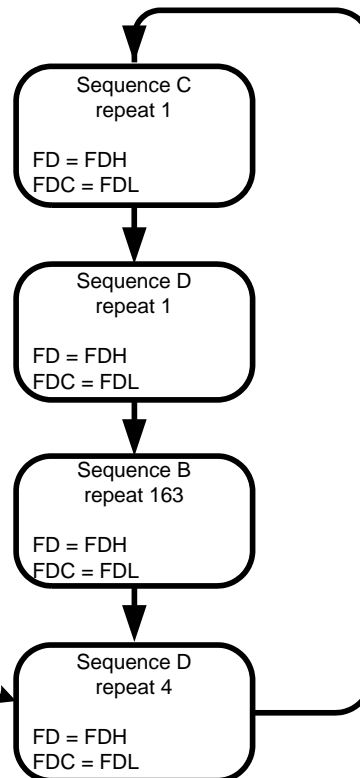 Sequence C
repeat 1
FD = FDH
FDC = FDL
Sequence D
repeat 1
FD = FDH
FDC = FDL
Sequence B
repeat 163
FD = FDH
FDC = FDL
Sequence D
repeat 4
FD = FDH
FDC = FDL